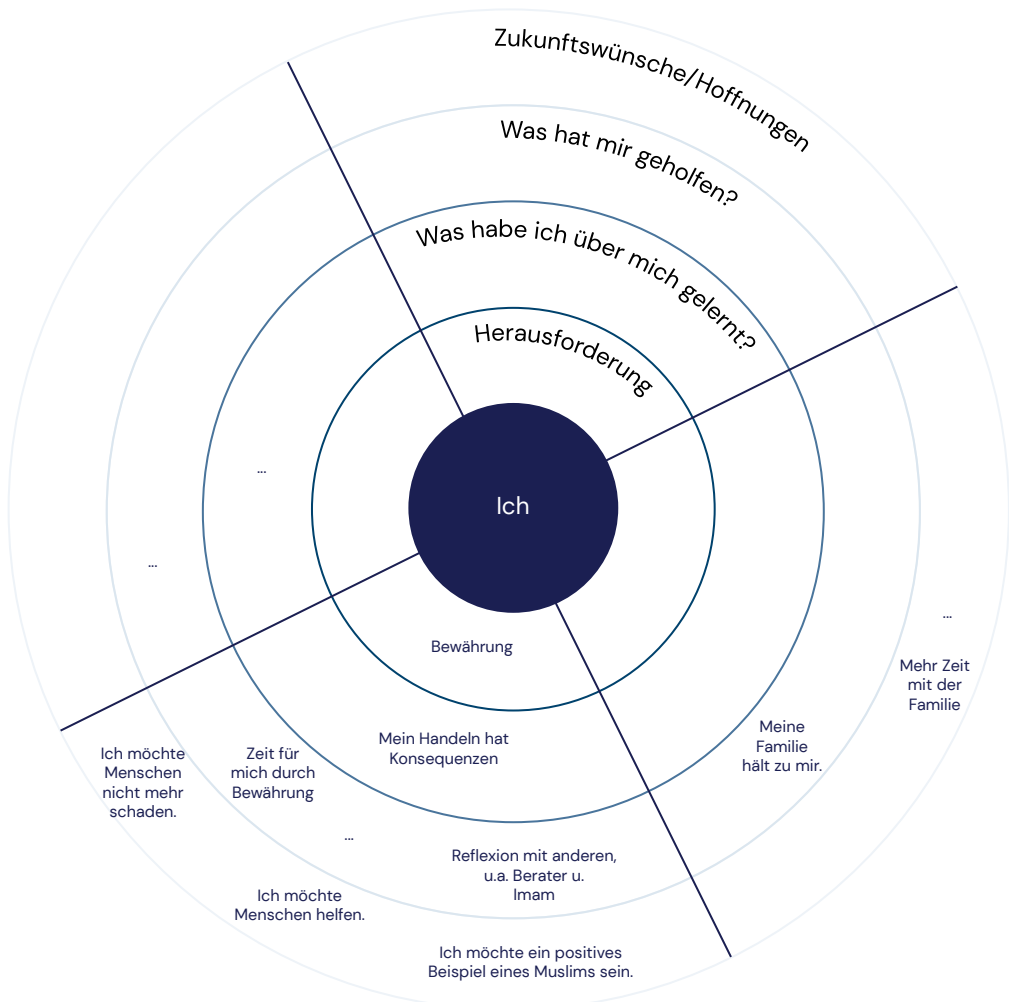 Zukunftswünsche/Hoffnungen
Was hat mir geholfen?
Was habe ich über mich gelernt?
Herausforderung
...
Ich
...
...
Bewährung
Mehr Zeit
mit der
Familie
Meine
Familie
hält zu mir.
Mein Handeln hat
Konsequenzen
Ich möchte
Menschen
nicht mehr
schaden.
Zeit für
mich durch
Bewährung
...
Reflexion mit anderen,
u.a. Berater u.
Imam
Ich möchte
Menschen helfen.
Ich möchte ein positives
Beispiel eines Muslims sein.